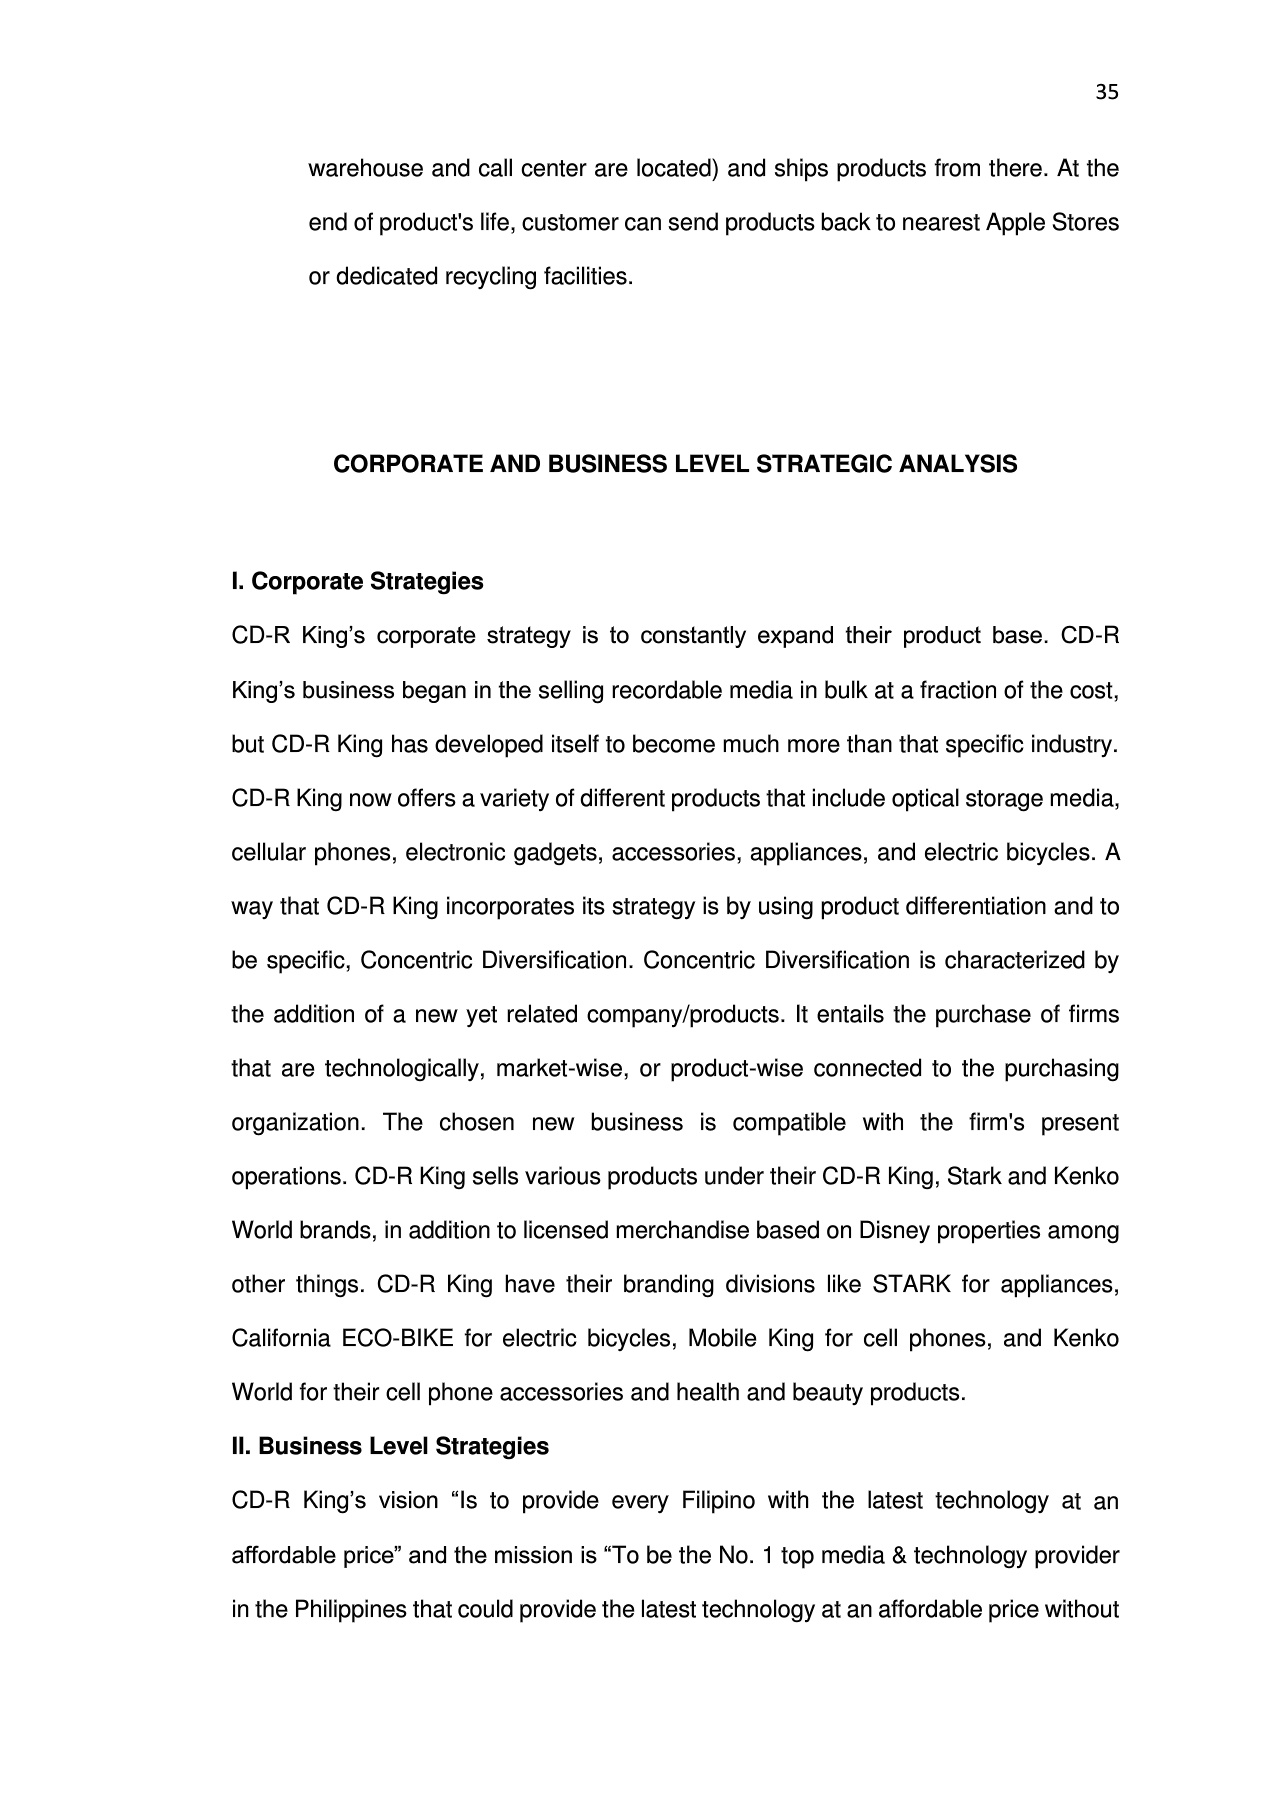 35
warehouse and call center are located) and ships products from there. At the
end of product's life, customer can send products back to nearest Apple Stores
or dedicated recycling facilities.
CORPORATE AND BUSINESS LEVEL STRATEGIC ANALYSIS
I. Corporate Strategies
CD-R King’s corporate strategy is to constantly expand their product base. CD-R
King’s business began in the selling recordable media in bulk at a fraction of the cost,
but CD-R King has developed itself to become much more than that specific industry.
CD-R King now offers a variety of different products that include optical storage media,
cellular phones, electronic gadgets, accessories, appliances, and electric bicycles. A
way that CD-R King incorporates its strategy is by using product differentiation and to
be specific, Concentric Diversification. Concentric Diversification is characterized by
the addition of a new yet related company/products. It entails the purchase of firms
that are technologically, market-wise, or product-wise connected to the purchasing
organization. The chosen new business is compatible with the firm's present
operations. CD-R King sells various products under their CD-R King, Stark and Kenko
World brands, in addition to licensed merchandise based on Disney properties among
other things. CD-R King have their branding divisions like STARK for appliances,
California ECO-BIKE for electric bicycles, Mobile King for cell phones, and Kenko
World for their cell phone accessories and health and beauty products.
II. Business Level Strategies
CD-R King’s vision “Is to provide every Filipino with the latest technology at an
affordable price” and the mission is “To be the No. 1 top media & technology provider
in the Philippines that could provide the latest technology at an affordable price without